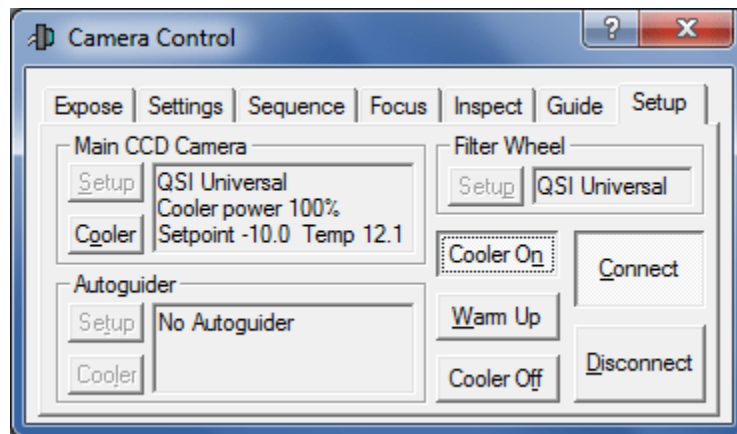 Camera Control
Expose Settings Sequence Focus Inspect Guide Setup
Main CCD Camera
Setup
QSI Universal
Cooler power 100%
Cooler
Setpoint -10.0 Temp 12.1
Filter Wheel
Setup
QSI Universal
Autoguider
Setup
No Autoguider
Cooler
Cooler On
Connect
Warm Up
Cooler Off
Disconnect